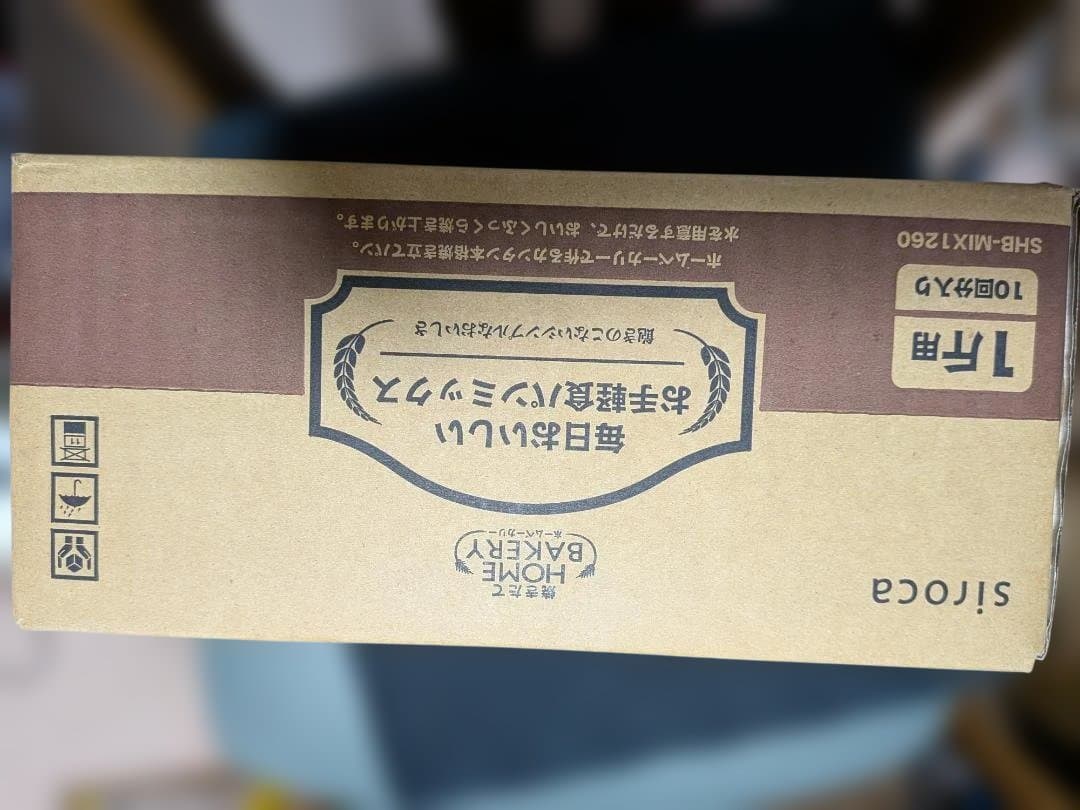 siroca
焼きたて
HOME
BAKERY
ホームベーカリー
毎日おいしい
お手軽食パンミックス
飽きのこないシンプルなおいしさ
1斤用
10回分入り
SHB-MIX1260
ホームベーカリーで作るカンタン本格焼き立てパン。
水を用意するだけで、おいしくふっくら焼き上がります。
11